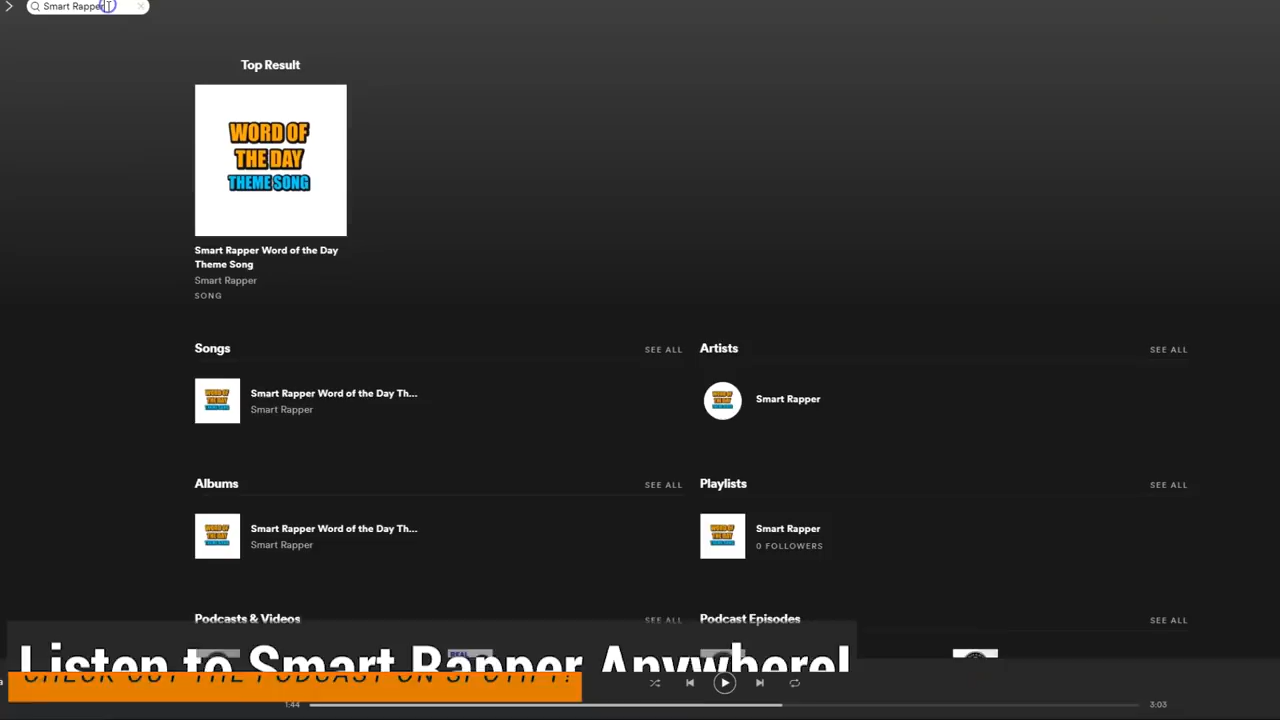 Smart Rapper
Top Result
WORD OF
THE DAY
THEME SONG
Smart Rapper Word of the Day
Theme Song
Smart Rapper
SONG
Songs
SEE ALL
Smart Rapper Word of the Day Th...
Smart Rapper
Artists
SEE ALL
Smart Rapper
Albums
SEE ALL
Smart Rapper Word of the Day Th...
Smart Rapper
Playlists
SEE ALL
Smart Rapper
0 FOLLOWERS
Podcasts & Videos
SEE ALL
Podcast Episodes
SEE ALL
Listen to Smart Rapper Anywhere!
CHECK OUT THE PODCAST ON SPOTIFY!
1:44
3:03